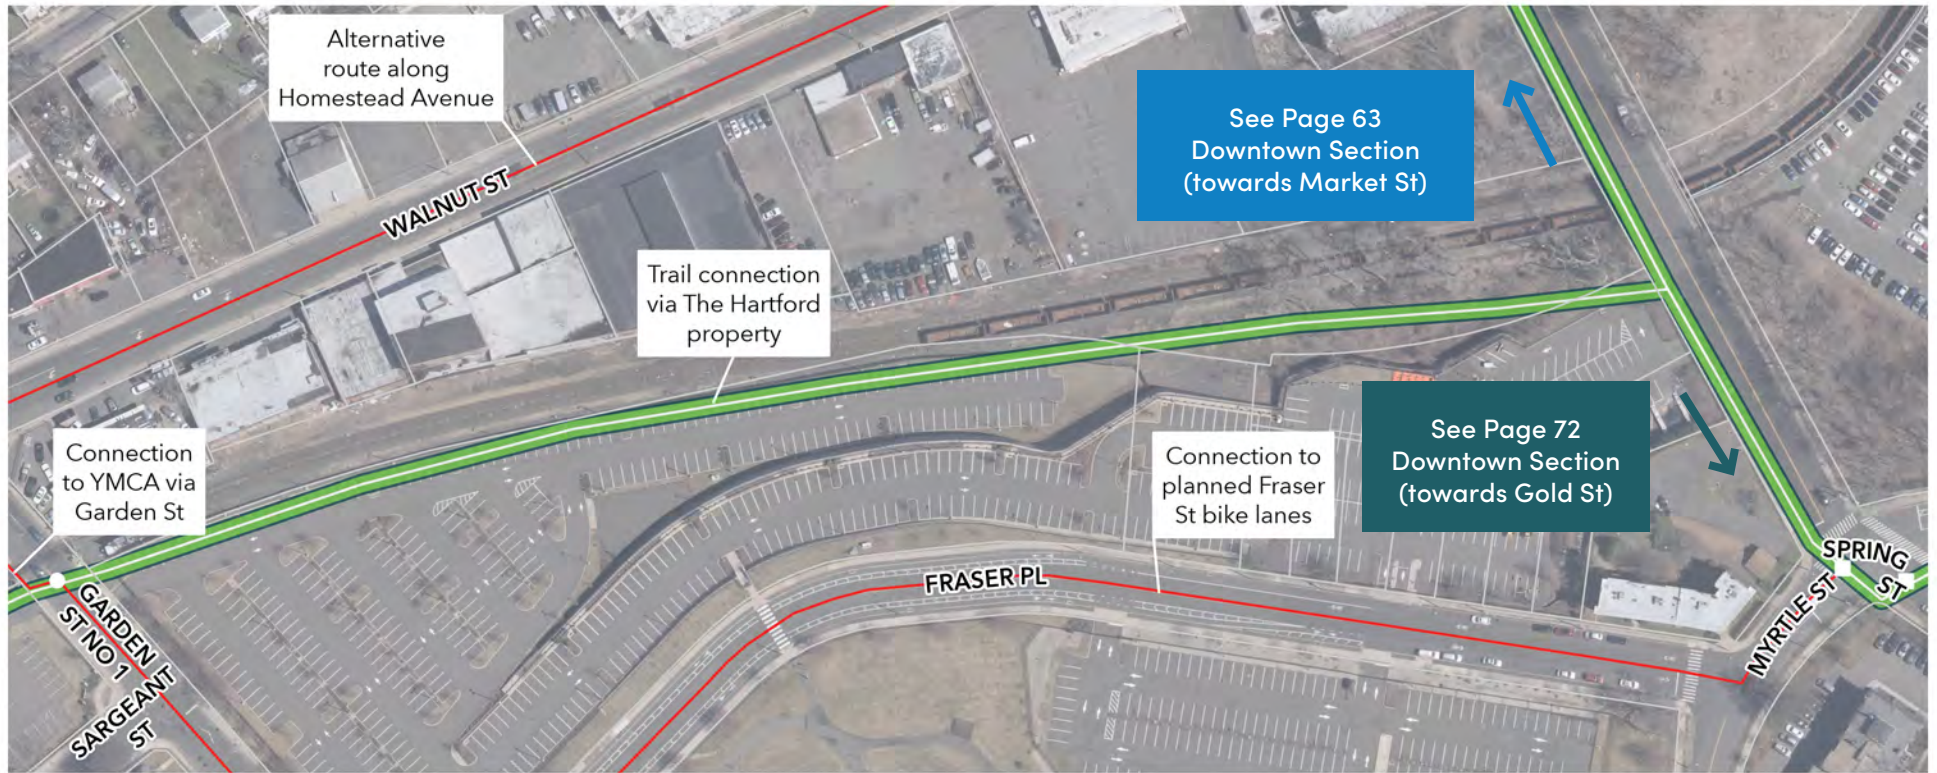 Alternative
route along
Homestead Avenue
See Page 63
Downtown Section
(towards Market St)
WALNUT ST
Trail connection
via The Hartford
property
See Page 72
Downtown Section
(towards Gold St)
Connection
to YMCA via
Garden St
Connection to
planned Fraser
St bike lanes
SPRING
ST
FRASER PL
MYRTLE ST
GARDEN
ST NO 1
SARGEANT
ST